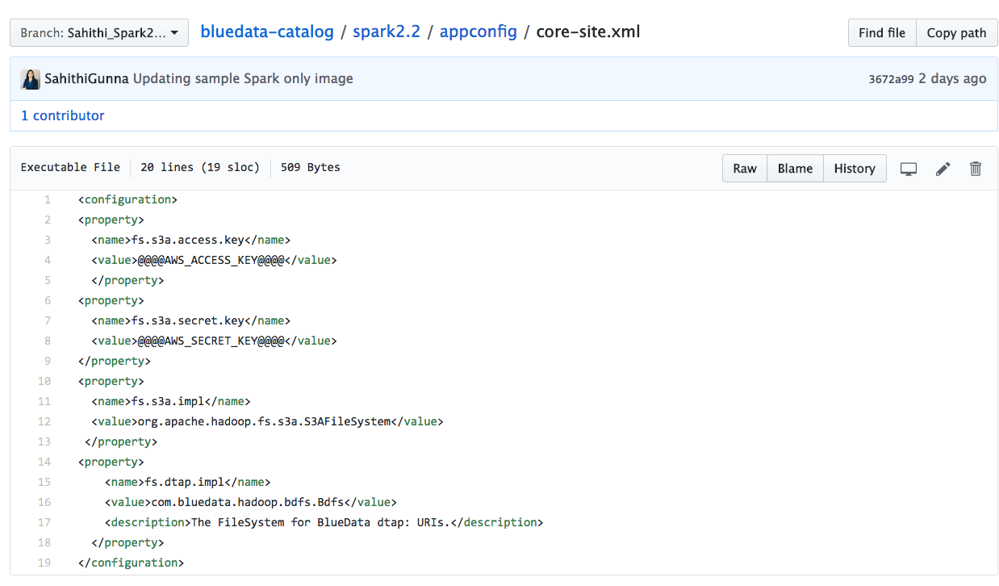 Branch: Sahithi_Spark2... bluedata-catalog / spark2.2 / appconfig / core-site.xml Find file Copy path
SahithiGunna Updating sample Spark only image 3672a99 2 days ago
1 contributor
Executable File 20 lines (19 sloc) 509 Bytes Raw Blame History
1 <configuration>
2 <property>
3 <name>fs.s3a.access.key</name>
4 <value>@@@@AWS_ACCESS_KEY@@@@</value>
5 </property>
6 <property>
7 <name>fs.s3a.secret.key</name>
8 <value>@@@@AWS_SECRET_KEY@@@@</value>
9 </property>
10 <property>
11 <name>fs.s3a.impl</name>
12 <value>org.apache.hadoop.fs.s3a.S3AFileSystem</value>
13 </property>
14 <property>
15 <name>fs.dtap.impl</name>
16 <value>com.bluedata.hadoop.bdfs.Bdfs</value>
17 <description>The FileSystem for BlueData dtap: URIs.</description>
18 </property>
19 </configuration>